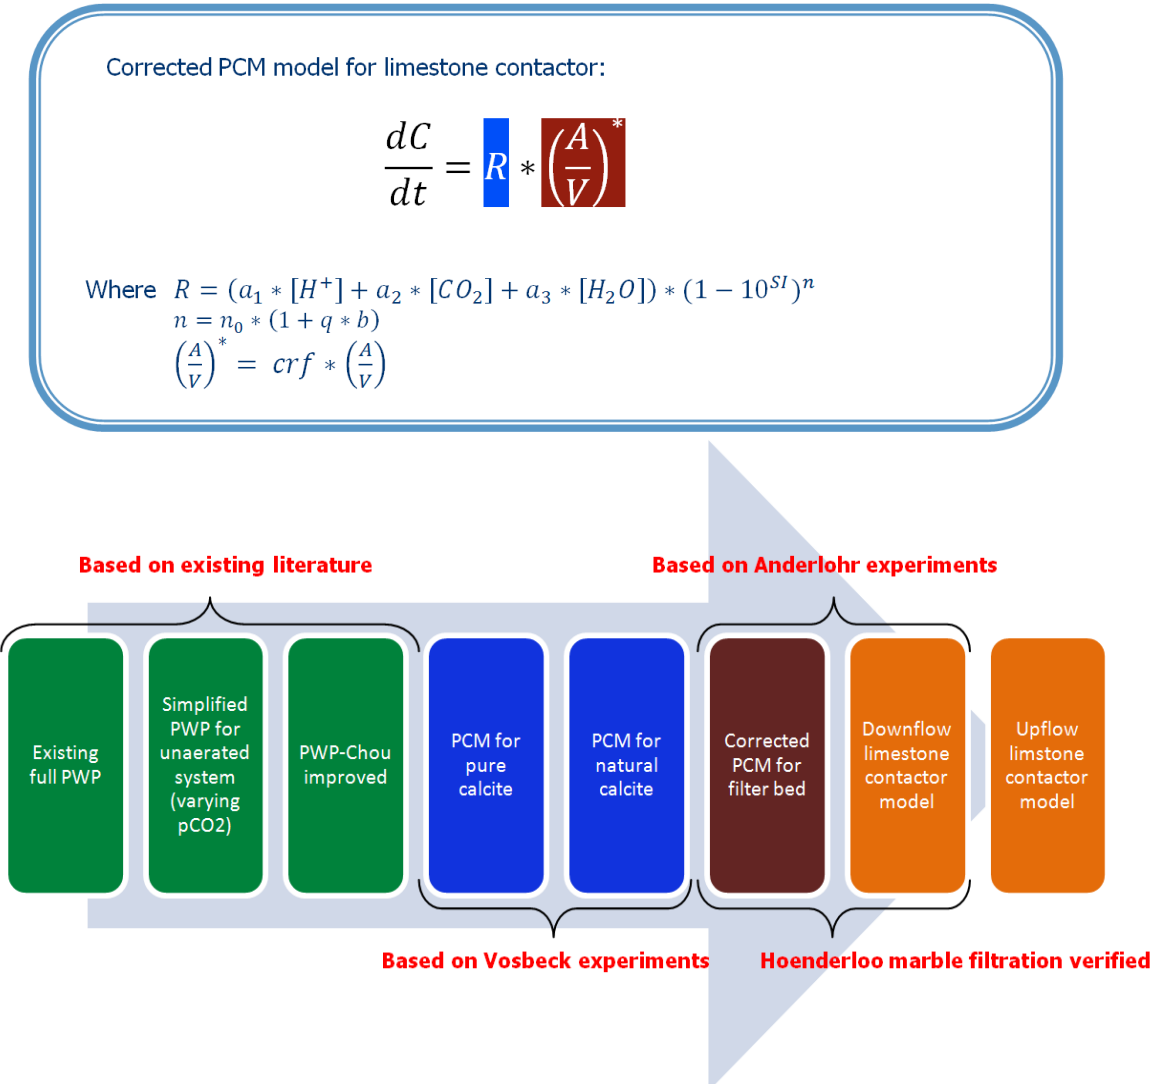 Corrected PCM model for limestone contactor:
dC/dt = R * (A/V)*
Where R = (a₁ * [H⁺] + a₂ * [CO₂] + a₃ * [H₂O]) * (1 − 10^SI)ⁿ
n = n₀ * (1 + q * b)
(A/V)* = crf * (A/V)
Based on existing literature
Based on Anderlohr experiments
Existing
full PWP
Simplified
PWP for
unaerated
system
(varying
pCO2)
PWP-Chou
improved
PCM for
pure
calcite
PCM for
natural
calcite
Corrected
PCM for
filter bed
Downflow
limestone
contactor
model
Upflow
limstone
contactor
model
Based on Vosbeck experiments
Hoenderloo marble filtration verified